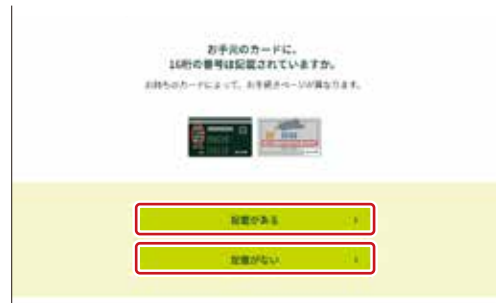 お手元のカードに、
16桁の番号は記載されていますか。
お持ちのカードによって、お手続きページが異なります。
記載がある
記載がない